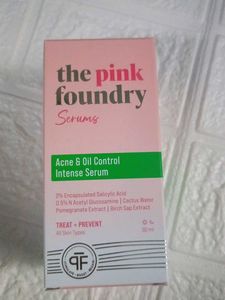 the pink
foundry
Serums
Acne & Oil Control
Intense Serum
2% Encapsulated Salicylic Acid
0.5% N Acetyl Glucosamine | Cactus Water
Pomegranate Extract | Birch Sap Extract
TREAT + PREVENT
All Skin Types
30 ml